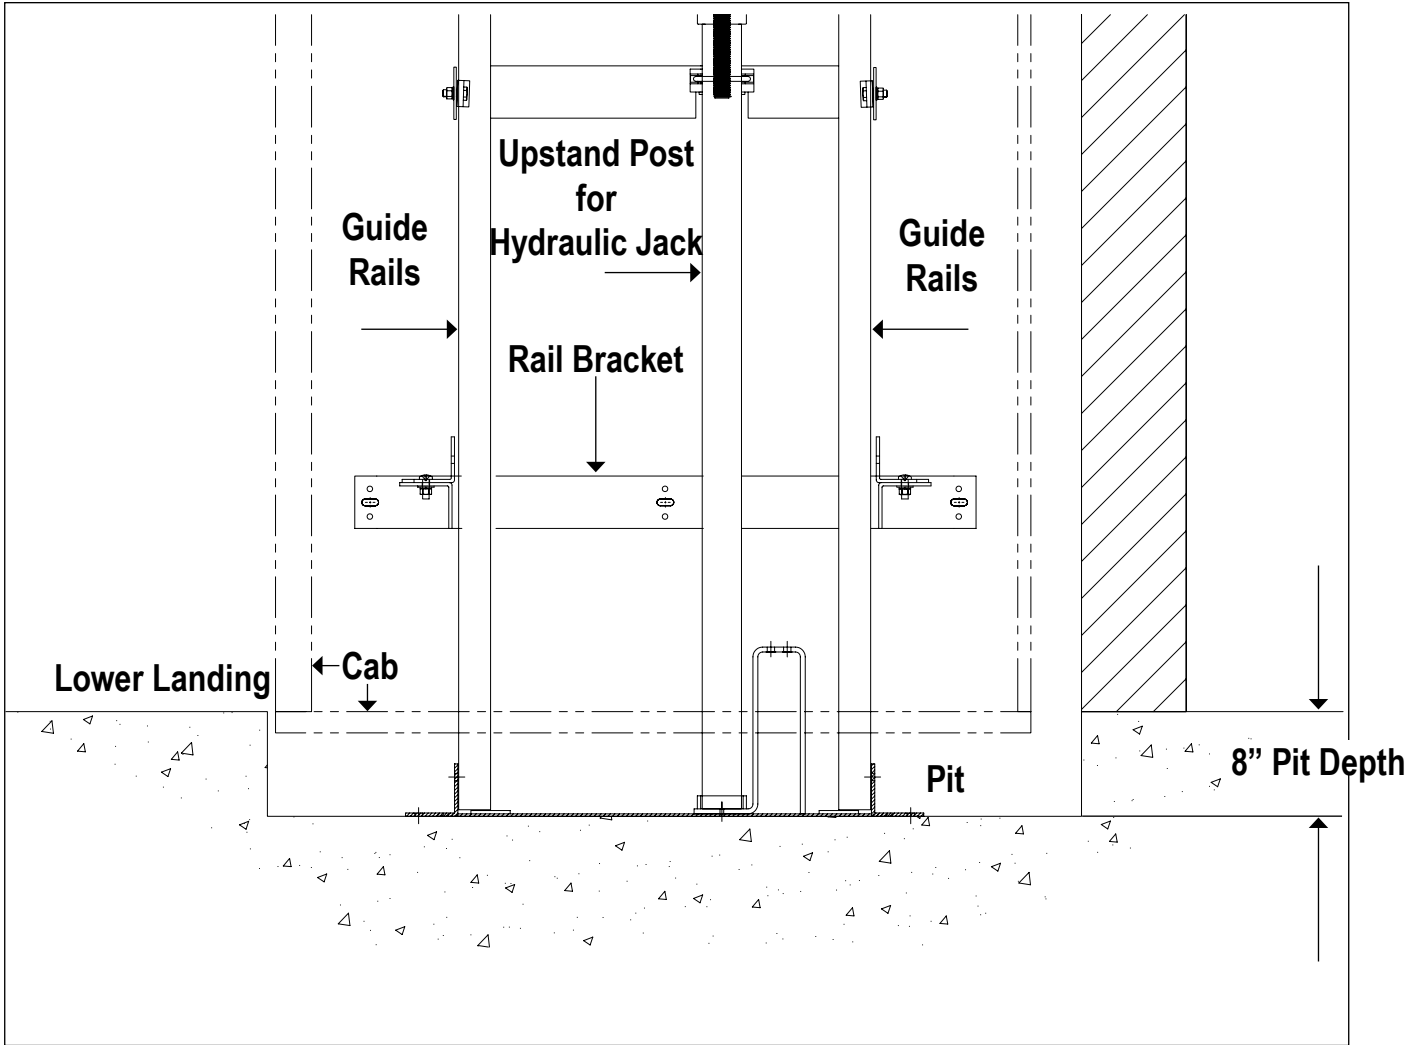 Upstand Post
for
Hydraulic Jack
Guide
Rails
Guide
Rails
Rail Bracket
Lower Landing
Cab
Pit
8” Pit Depth